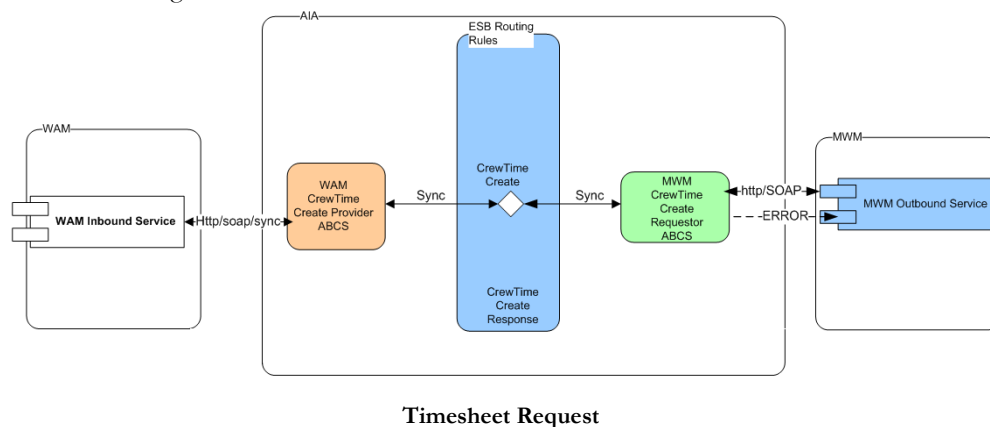 AIA
ESB Routing
Rules
WAM
MWM
WAM
CrewTime
Create Provider
ABCS
Sync
CrewTime
Create
Sync
MWM
CrewTime
Create
Requestor
ABCS
http/SOAP
ERROR
MWM Outbound Service
WAM Inbound Service
Http/soap/sync
CrewTime
Create
Response
Timesheet Request